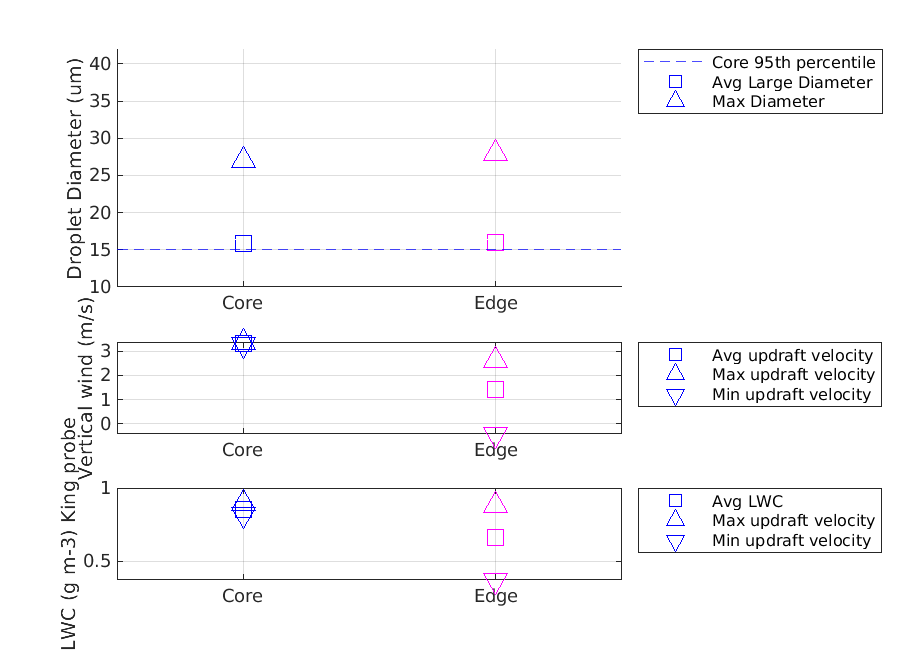 Droplet Diameter (um)
40
35
30
25
20
15
10
Core
Edge
Core 95th percentile
Avg Large Diameter
Max Diameter
Vertical wind (m/s)
3
2
1
0
Core
Edge
Avg updraft velocity
Max updraft velocity
Min updraft velocity
LWC (g m-3) King probe
1
0.5
Core
Edge
Avg LWC
Max updraft velocity
Min updraft velocity